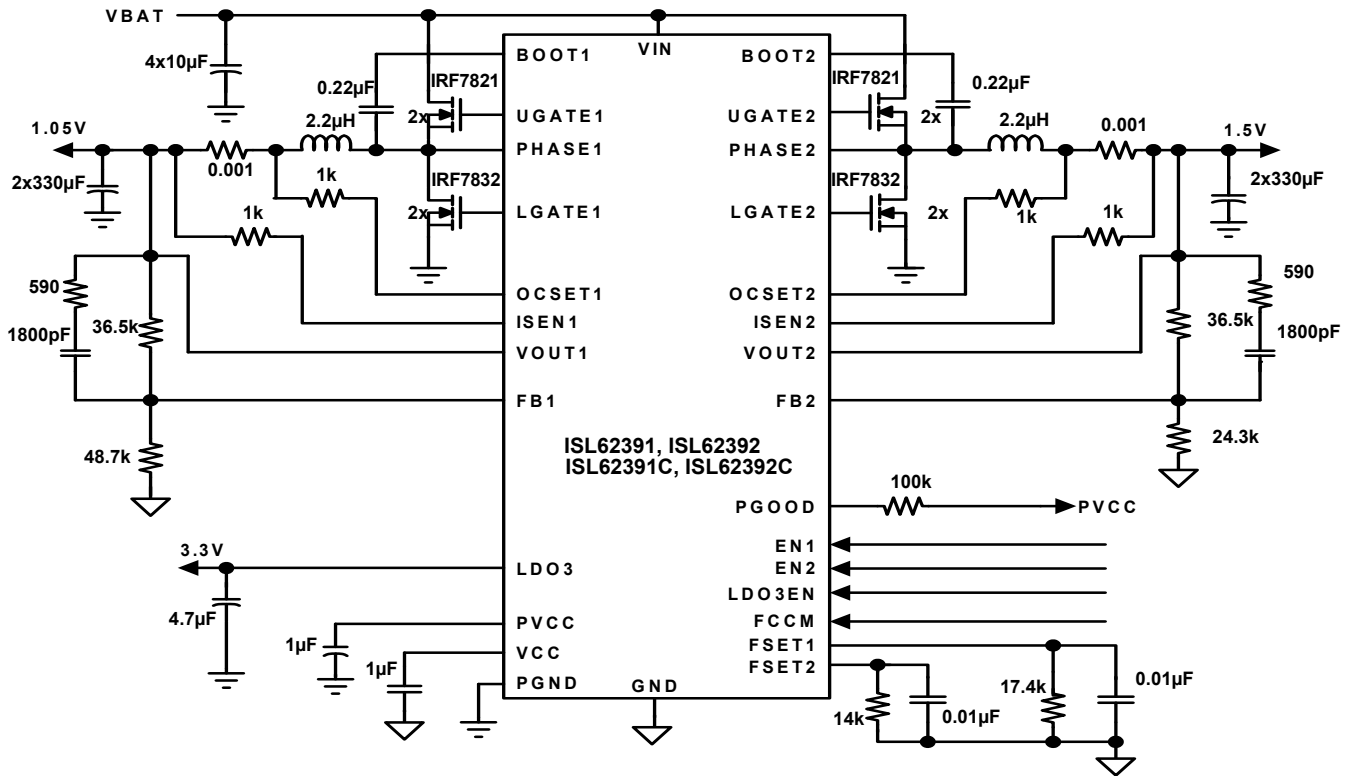 VBAT
4x10µF
0.22µF
IRF7821
2x
2.2µH
1.05V
0.001
2x330µF
1k
1k
IRF7832
2x
590
1800pF
36.5k
48.7k
3.3V
4.7µF
1µF
1µF
VIN
BOOT1
UGATE1
PHASE1
LGATE1
OCSET1
ISEN1
VOUT1
FB1
ISL62391, ISL62392
ISL62391C, ISL62392C
LDO3
PVCC
VCC
PGND
GND
BOOT2
UGATE2
PHASE2
LGATE2
OCSET2
ISEN2
VOUT2
FB2
PGOOD
EN1
EN2
LDO3EN
FCCM
FSET1
FSET2
IRF7821
2x
0.22µF
2.2µH
0.001
1.5V
2x330µF
IRF7832
2x
1k
1k
590
36.5k
1800pF
24.3k
100k
PVCC
14k
0.01µF
17.4k
0.01µF